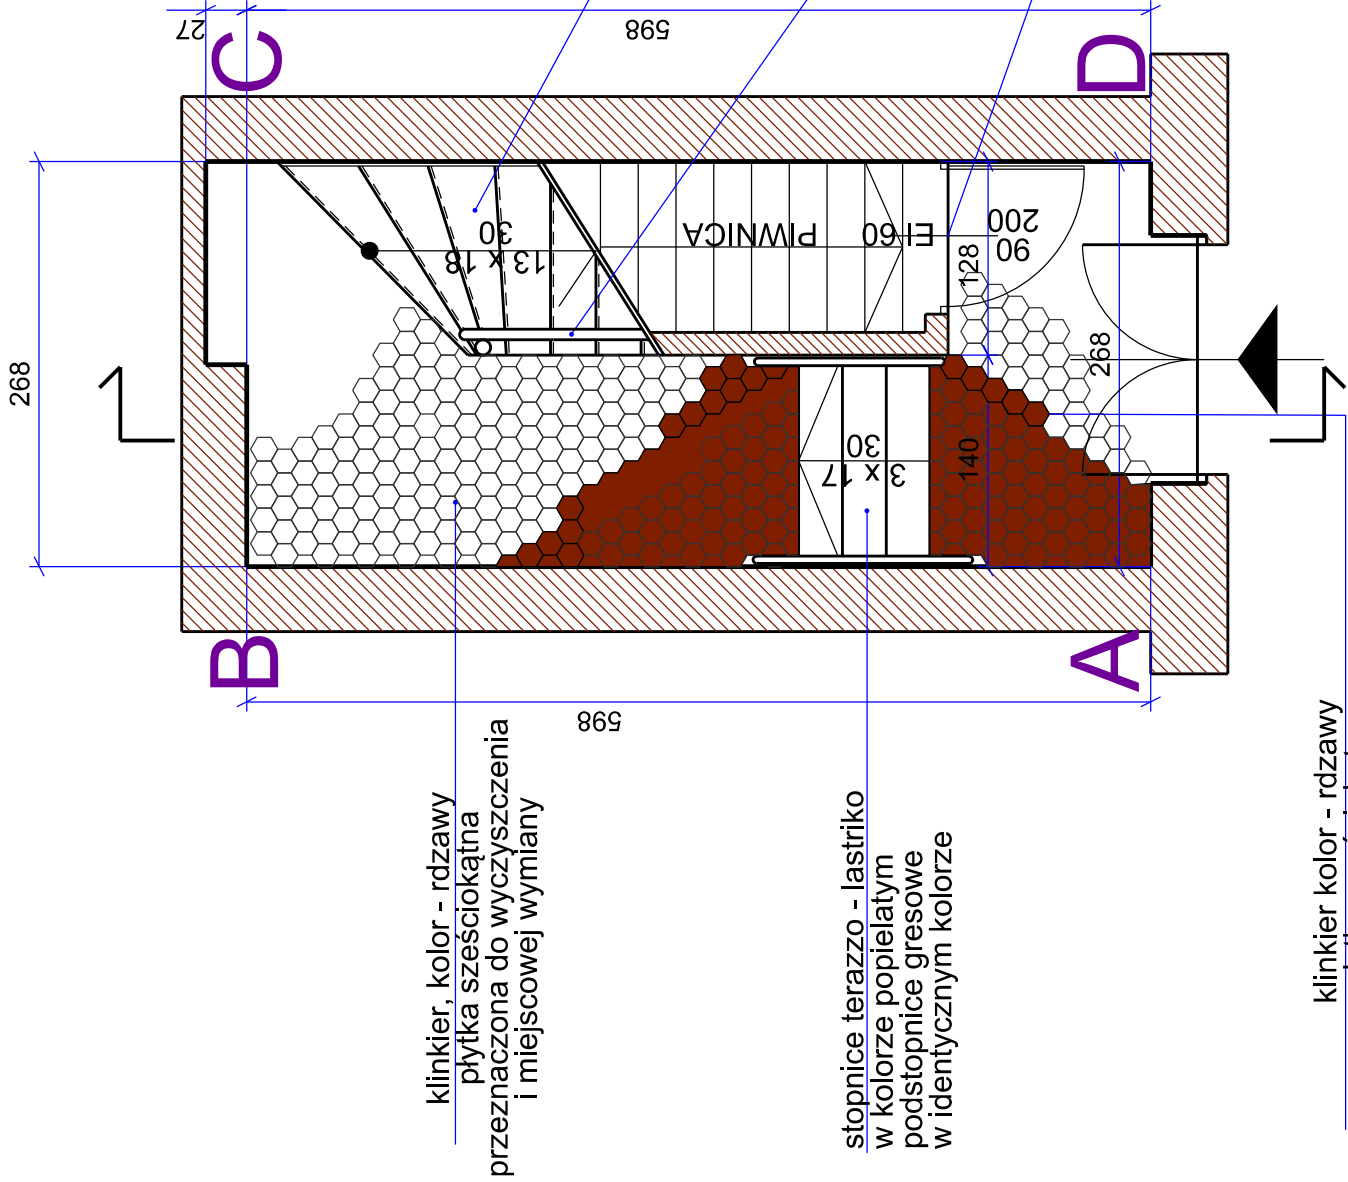 27
598
C
D
268
30
13 x 18
PIWNICA
EI 60
200
90
128
268
30
3 x 17
140
B
A
598
klinkier, kolor - rdzawy
płytka sześciokątna
przeznaczona do wyczyszczenia
i miejscowej wymiany
stopnice terazzo - lastriko
w kolorze popielatym
podstopnice gresowe
w identycznym kolorze
klinkier kolor - rdzawy